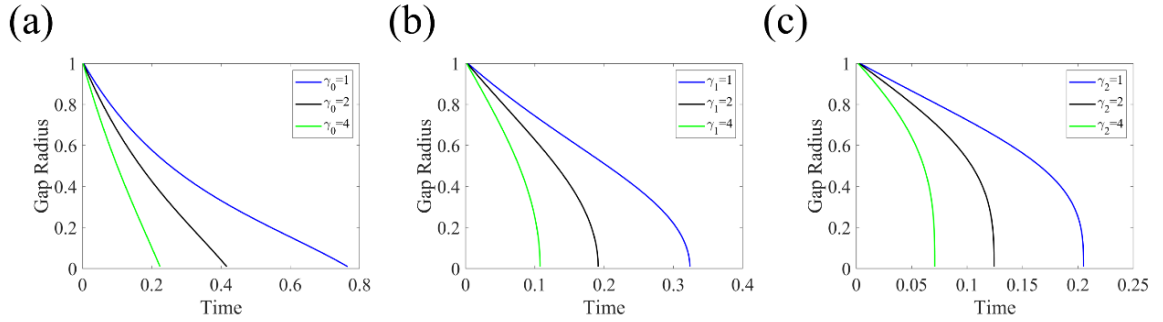 (a) (b) (c)
Gap Radius
1
0.8
0.6
0.4
0.2
0
0 0.2 0.4 0.6 0.8
Time
γ₀=1
γ₀=2
γ₀=4
Gap Radius
1
0.8
0.6
0.4
0.2
0
0 0.1 0.2 0.3 0.4
Time
γ₁=1
γ₁=2
γ₁=4
Gap Radius
1
0.8
0.6
0.4
0.2
0
0 0.05 0.1 0.15 0.2 0.25
Time
γ₂=1
γ₂=2
γ₂=4